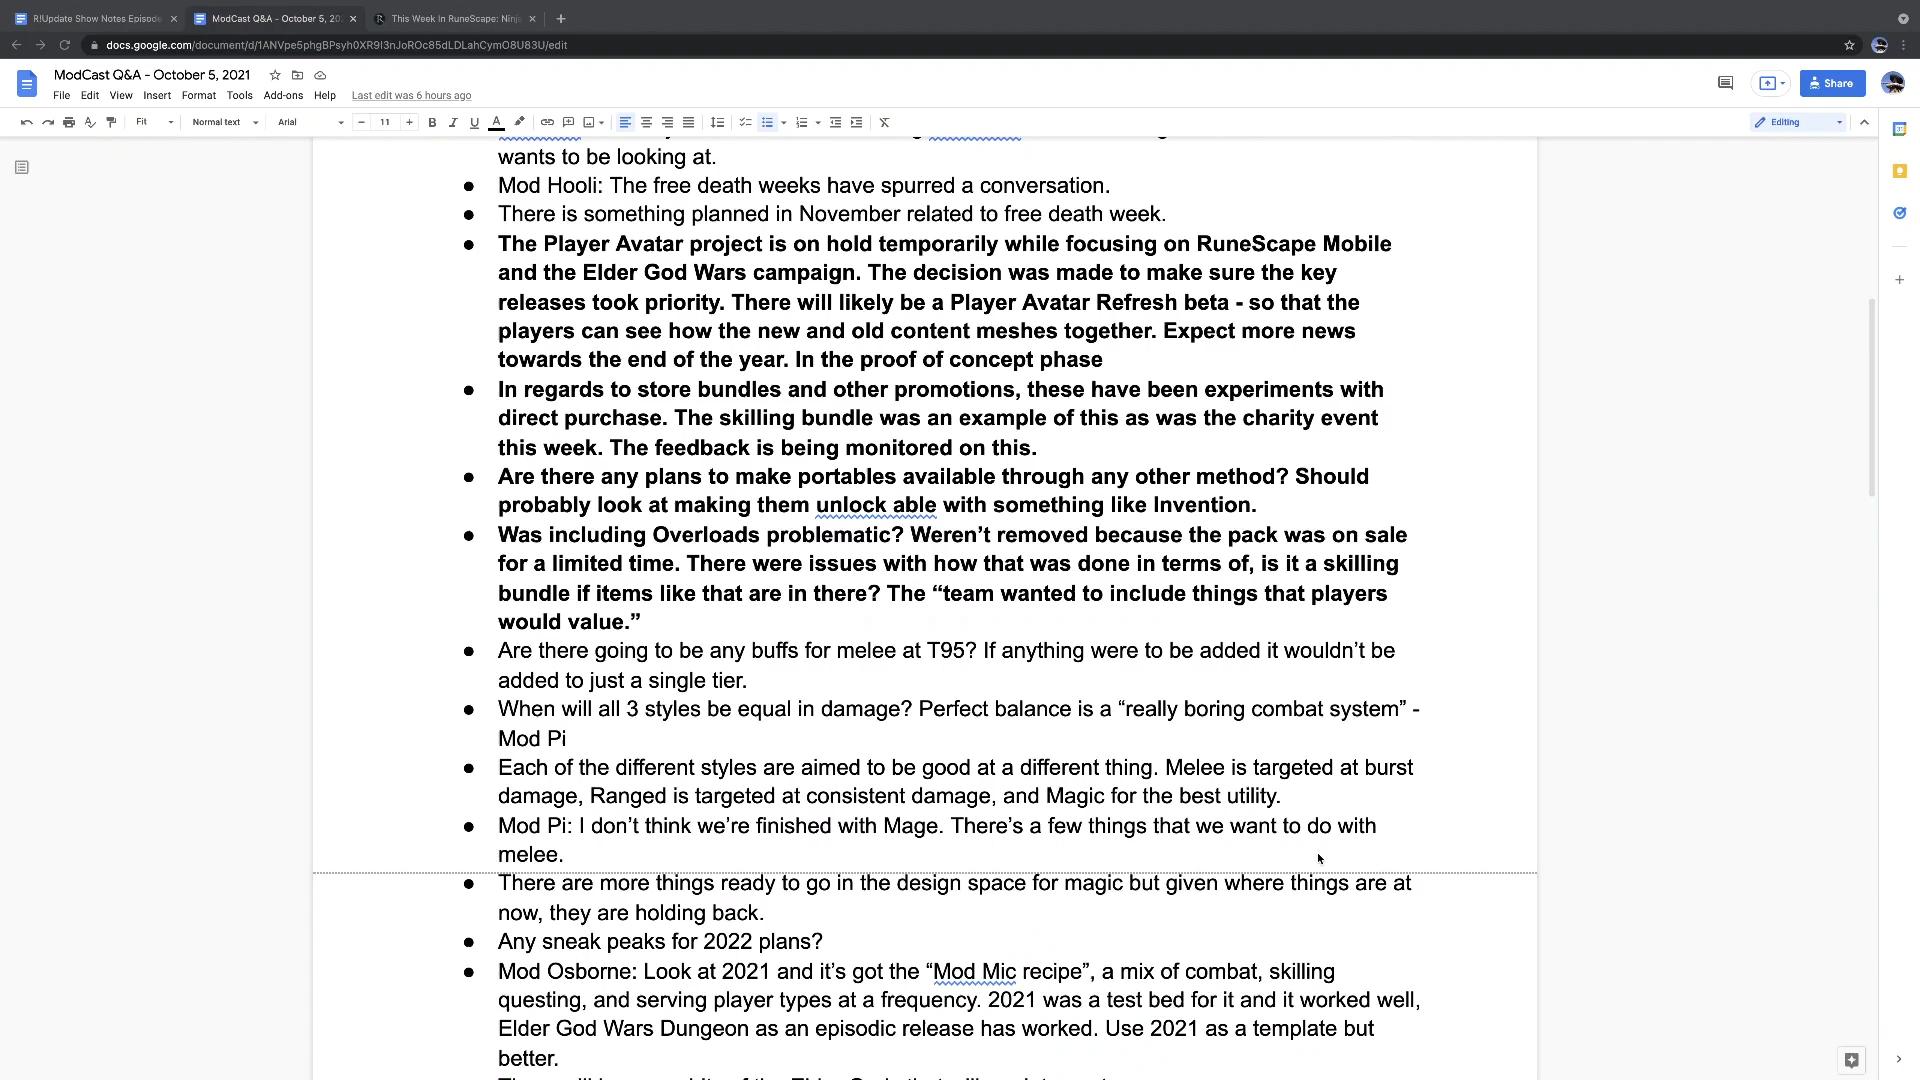 R!Update Show Notes Episode
ModCast Q&A - October 5, 202
This Week In RuneScape: Ninja
docs.google.com/document/d/1ANVpe5phgBPsyh0XR9I3nJoROc85dLDLahCymO8U83U/edit
ModCast Q&A - October 5, 2021
File Edit View Insert Format Tools Add-ons Help Last edit was 6 hours ago
Share
Fit Normal text Arial 11 Editing
wants to be looking at.
● Mod Hooli: The free death weeks have spurred a conversation.
● There is something planned in November related to free death week.
● The Player Avatar project is on hold temporarily while focusing on RuneScape Mobile
and the Elder God Wars campaign. The decision was made to make sure the key
releases took priority. There will likely be a Player Avatar Refresh beta - so that the
players can see how the new and old content meshes together. Expect more news
towards the end of the year. In the proof of concept phase
● In regards to store bundles and other promotions, these have been experiments with
direct purchase. The skilling bundle was an example of this as was the charity event
this week. The feedback is being monitored on this.
● Are there any plans to make portables available through any other method? Should
probably look at making them unlock able with something like Invention.
● Was including Overloads problematic? Weren’t removed because the pack was on sale
for a limited time. There were issues with how that was done in terms of, is it a skilling
bundle if items like that are in there? The “team wanted to include things that players
would value.”
● Are there going to be any buffs for melee at T95? If anything were to be added it wouldn’t be
added to just a single tier.
● When will all 3 styles be equal in damage? Perfect balance is a “really boring combat system” -
Mod Pi
● Each of the different styles are aimed to be good at a different thing. Melee is targeted at burst
damage, Ranged is targeted at consistent damage, and Magic for the best utility.
● Mod Pi: I don’t think we’re finished with Mage. There’s a few things that we want to do with
melee.
● There are more things ready to go in the design space for magic but given where things are at
now, they are holding back.
● Any sneak peaks for 2022 plans?
● Mod Osborne: Look at 2021 and it’s got the “Mod Mic recipe”, a mix of combat, skilling
questing, and serving player types at a frequency. 2021 was a test bed for it and it worked well,
Elder God Wars Dungeon as an episodic release has worked. Use 2021 as a template but
better.